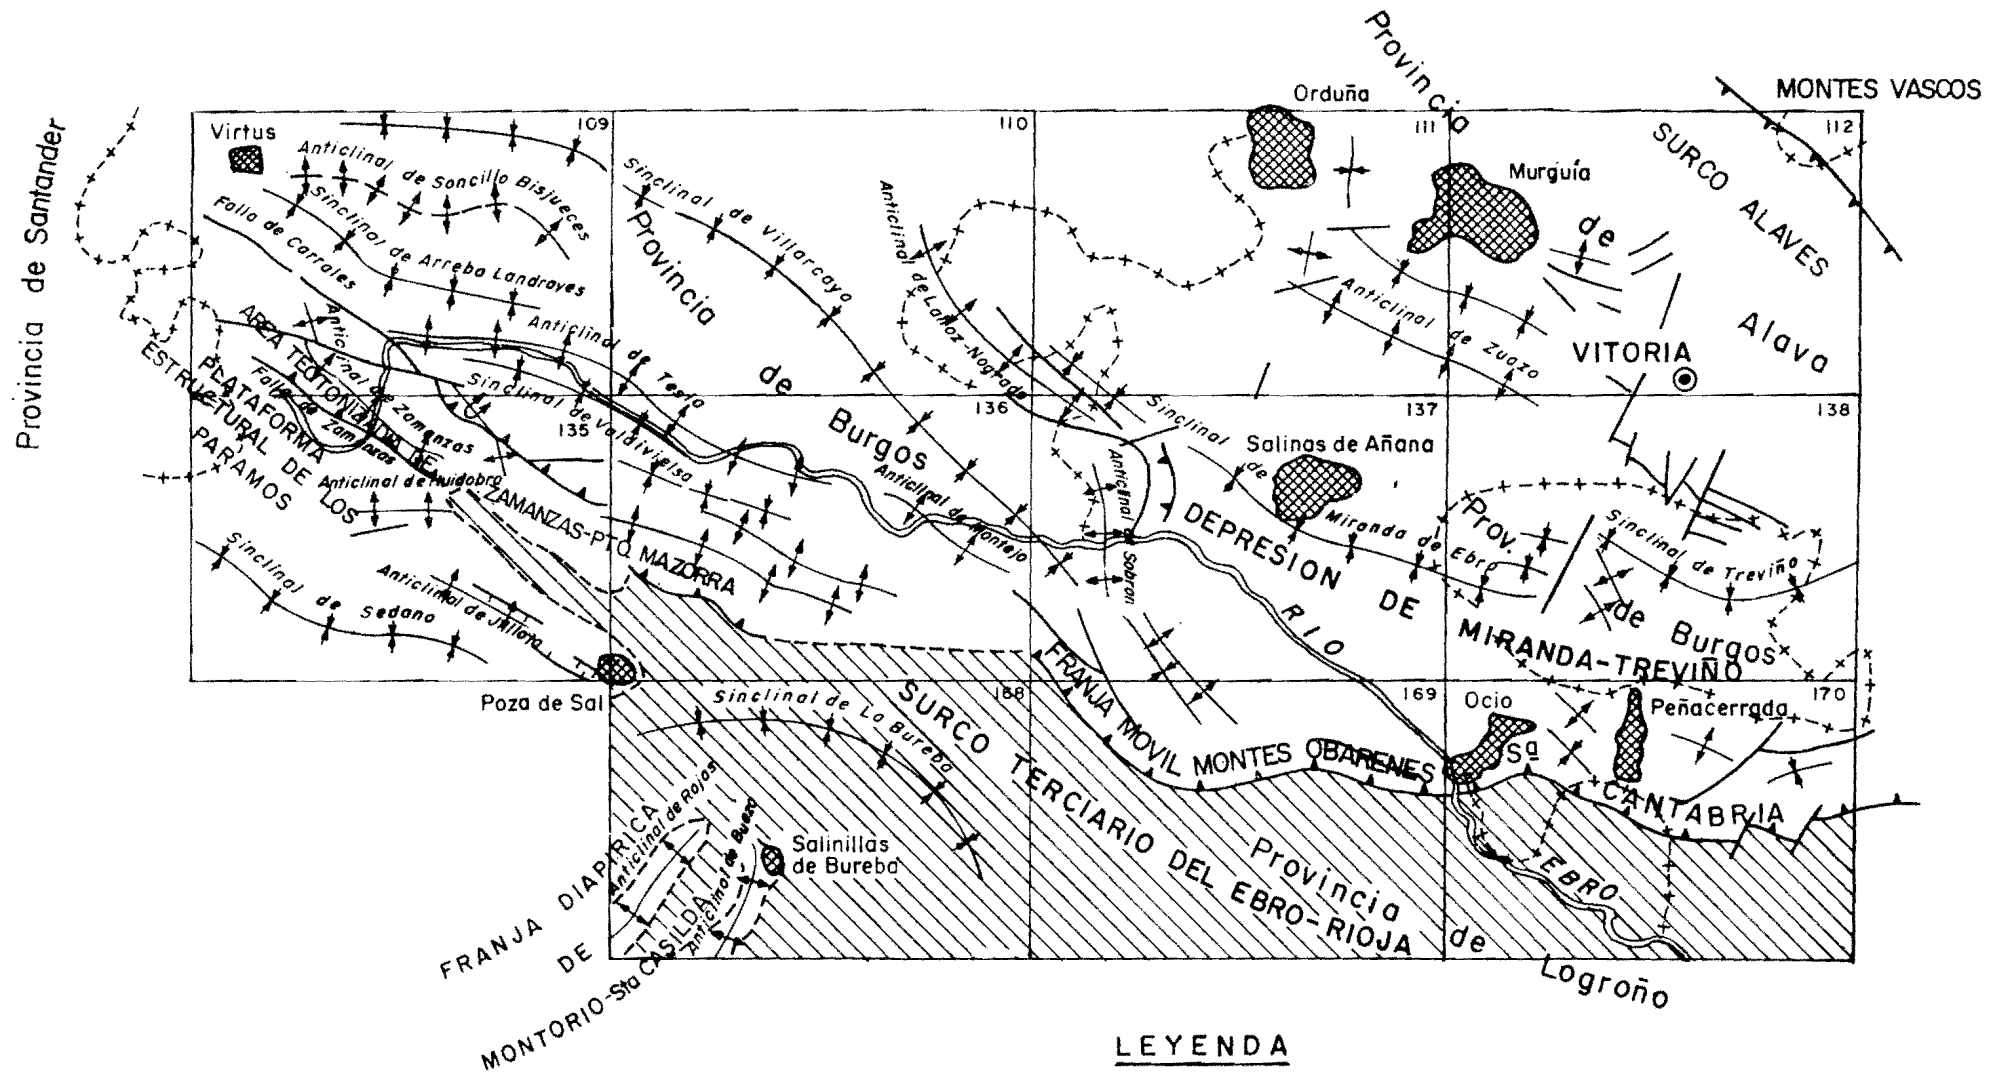 Provincia
MONTES VASCOS
Orduña
109
110
111
112
Virtus
Provincia de Santander
Anticlinal de Soncillo Bisjueces
Sinclinal de Villarcayo
Murguía
SURCO ALAVES
Sinclinal de Arreba Landraves
Falla de Carrales
Provincia
de
Burgos
Anticlinal de Lahoz-Nograda
de
Alava
Anticlinal de Zuazo
VITORIA
Anticlinal de Tesla
AREA TECTONIZADA DE
ZAMANZAS-PTO. MAZORRA
Anticlinal de Zamanzas
PLATAFORMA
ESTRUCTURAL DE LOS
PARAMOS
Falla de Zamanzas
Sinclinal de Valdivielso
135
136
137
138
Sinclinal de
Miranda de Ebro
Salinas de Añana
Anticlinal de Huidobro
Anticlinal de Montejo
Anticlinal de Sobron
DEPRESION DE
MIRANDA-TREVIÑO
Prov.
de Burgos
Sinclinal de Treviño
Sinclinal de Sedano
RIO
Poza de Sal
168
169
170
Sinclinal de La Bureba
FRANJA MOVIL MONTES OBARENES
Ocio
Peñacerrada
Sª
CANTABRIA
SURCO TERCIARIO DEL EBRO-RIOJA
Anticlinal de Rojas
Salinillas
de Bureba
Provincia
de
Logroño
EBRO
FRANJA DIAPIRICA
DE
MONTORIO-Sta CASILDA
LEYENDA